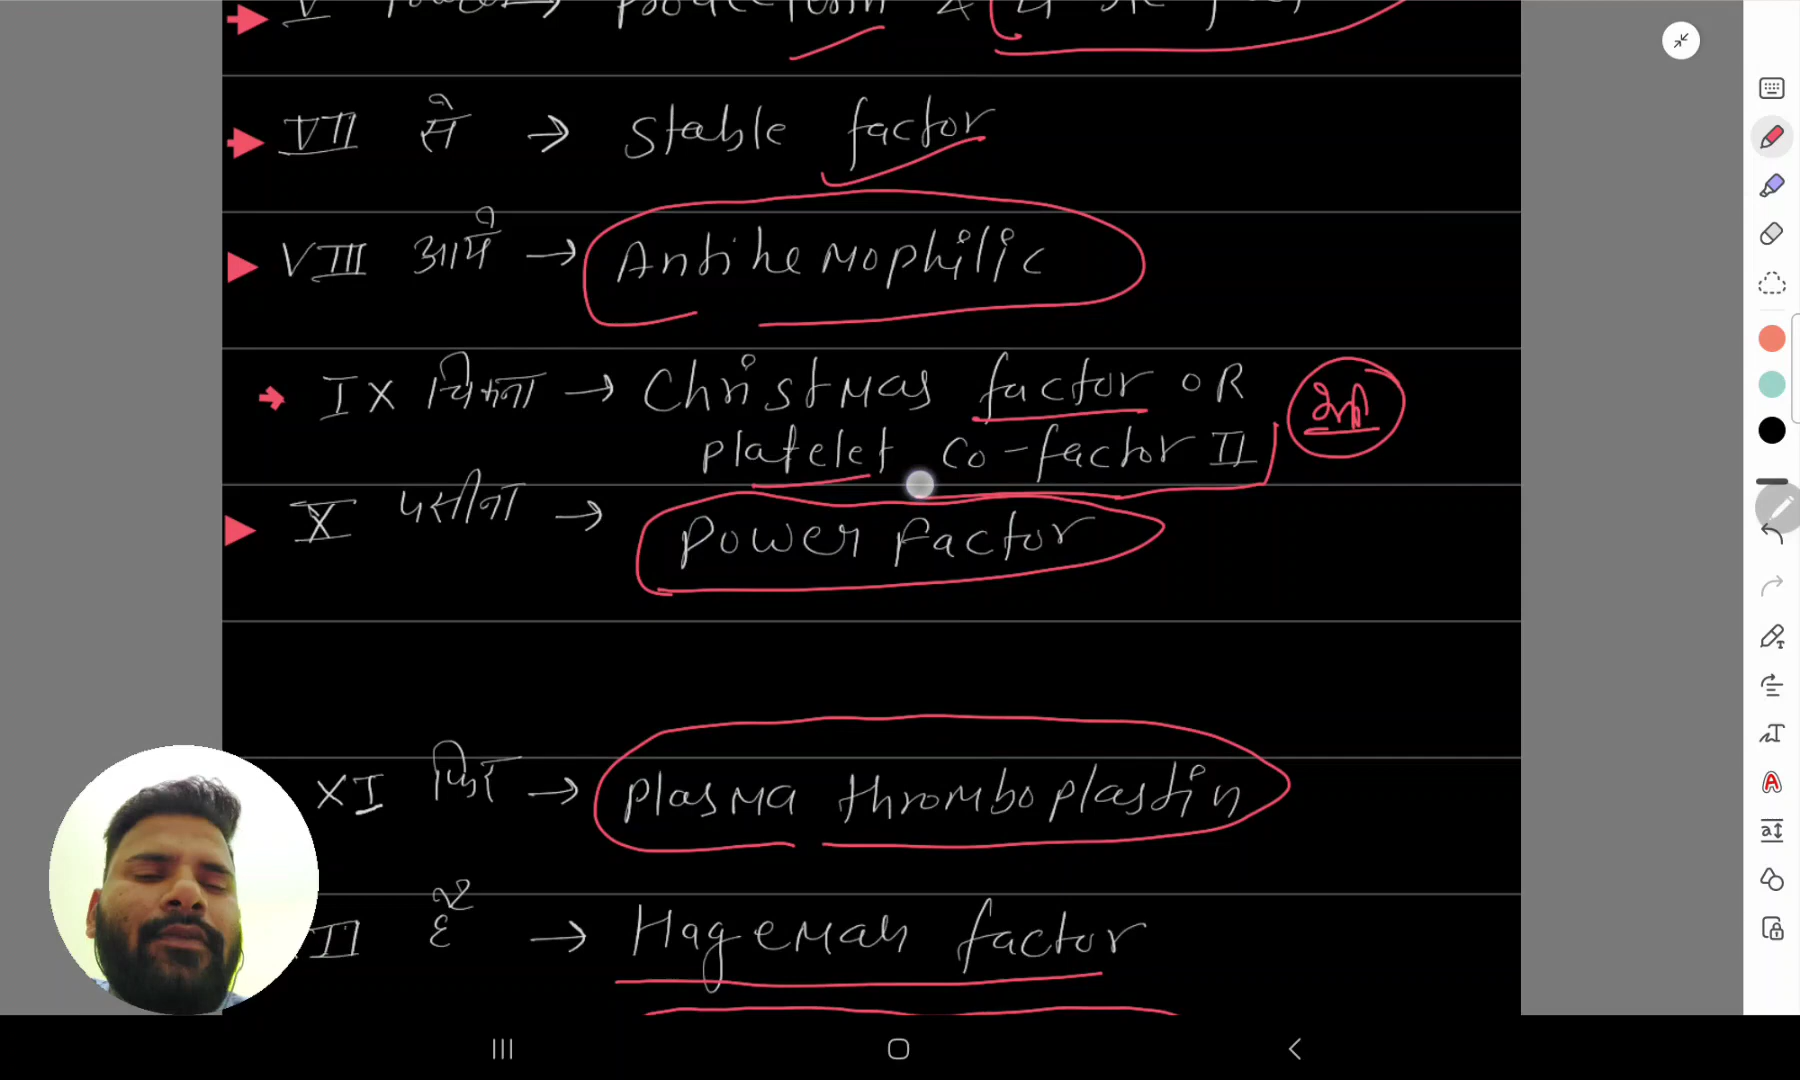 VII से → Stable factor
VIII आये → Antihemophilic
IX → Christmas factor OR
platelet Co-factor II
X पसीना → Power factor
XI फिर → plasma thromboplastin
II → Hageman factor